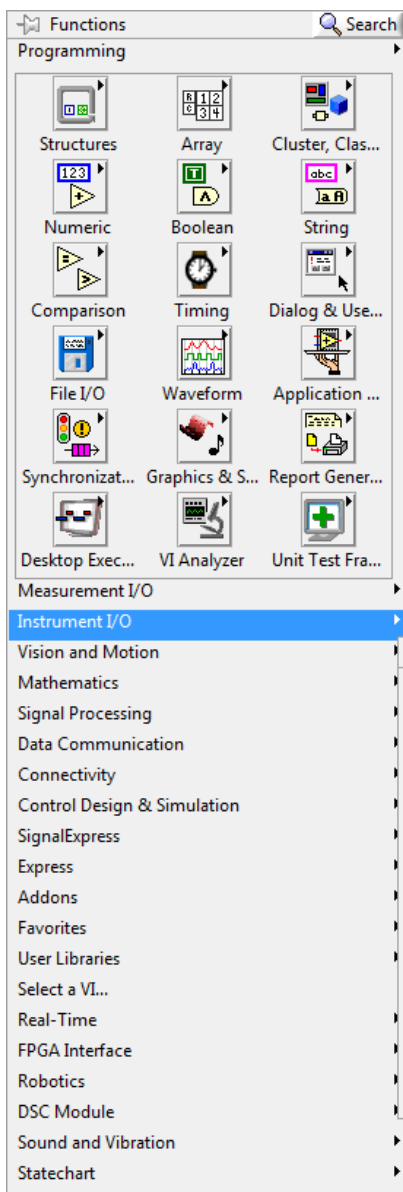 Functions Search
Programming
Structures Array Cluster, Clas...
123
Numeric Boolean String
Comparison Timing Dialog & Use...
File I/O Waveform Application ...
Synchronizat... Graphics & S... Report Gener...
Desktop Exec... VI Analyzer Unit Test Fra...
Measurement I/O
Instrument I/O
Vision and Motion
Mathematics
Signal Processing
Data Communication
Connectivity
Control Design & Simulation
SignalExpress
Express
Addons
Favorites
User Libraries
Select a VI...
Real-Time
FPGA Interface
Robotics
DSC Module
Sound and Vibration
Statechart